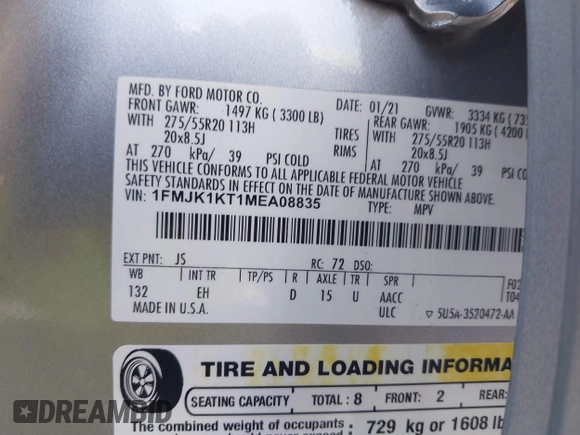 MFD. BY FORD MOTOR CO.
FRONT GAWR: 1497 KG ( 3300 LB)
DATE: 01/21 GVWR: 3334 KG
WITH 275/55R20 113H TIRES
20x8.5J RIMS
AT 270 kPa/ 39 PSI COLD
REAR GAWR: 1905 KG ( 4200
WITH 275/55R20 113H
20x8.5J
AT 270 kPa/ 39
THIS VEHICLE CONFORMS TO ALL APPLICABLE FEDERAL MOTOR VEHICLE
SAFETY STANDARDS IN EFFECT ON THE DATE OF MANUFACTURE SHOWN ABOVE.
VIN: 1FMJK1KT1MEA08835
TYPE: MPV
EXT PNT: JS RC: 72 DSO:
WB INT TR TP/PS R AXLE TR SPR
132 EH D 15 U AACC
MADE IN U.S.A. ULC ▽ 5U5A-3520472-AA
TIRE AND LOADING
SEATING CAPACITY TOTAL: 8 FRONT: 2 REAR:
The combined weight of occupants 729 kg or 1608
DREAMBID